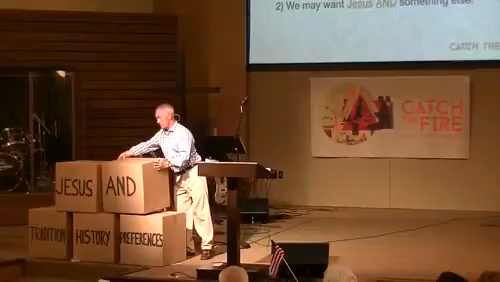 2) We may want Jesus AND something else.
CATCH THE
CATCH
THE FIRE
JESUS AND
TRADITION HISTORY PREFERENCES